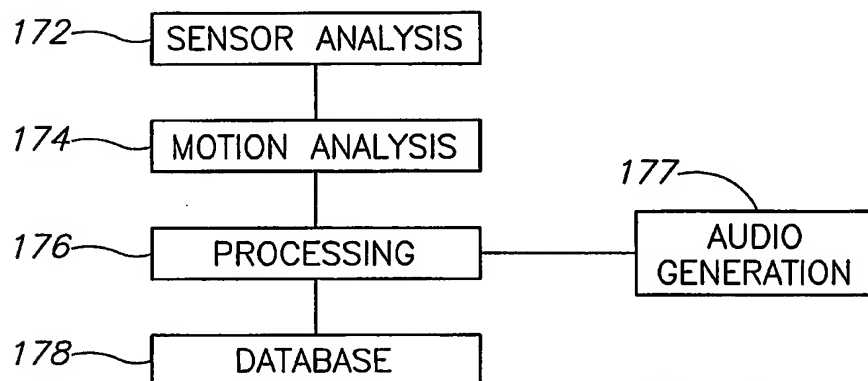 172 SENSOR ANALYSIS
174 MOTION ANALYSIS
177
176 PROCESSING
AUDIO
GENERATION
178 DATABASE